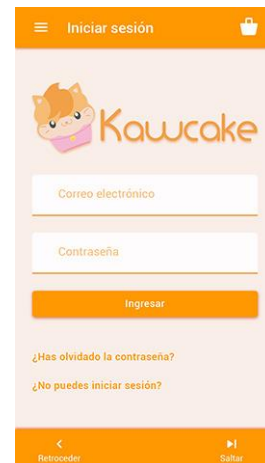 Iniciar sesión
Kawcake
Correo electrónico
Contraseña
Ingresar
¿Has olvidado la contraseña?
¿No puedes iniciar sesión?
Retroceder
Saltar